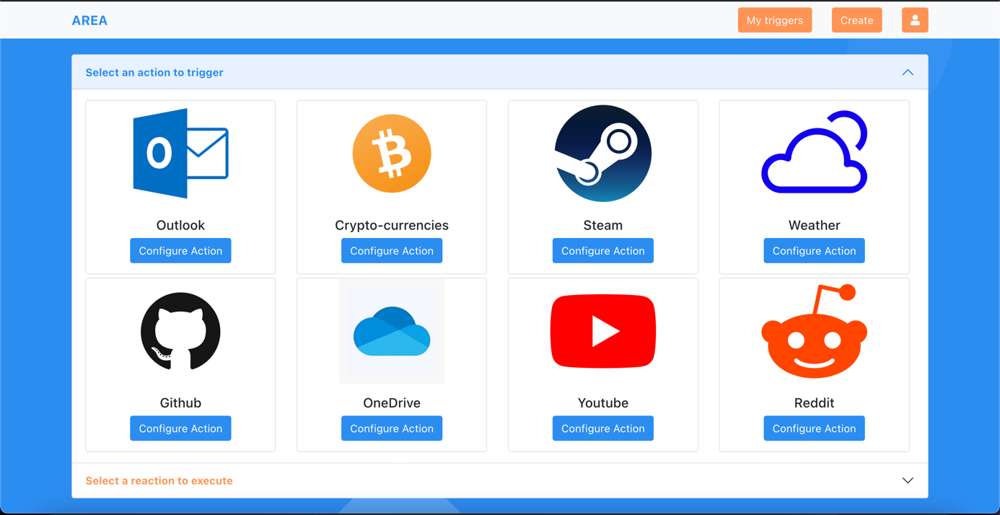 AREA
My triggers
Create
Select an action to trigger
Outlook
Crypto-currencies
Steam
Weather
Configure Action
Configure Action
Configure Action
Configure Action
Github
OneDrive
Youtube
Reddit
Configure Action
Configure Action
Configure Action
Configure Action
Select a reaction to execute